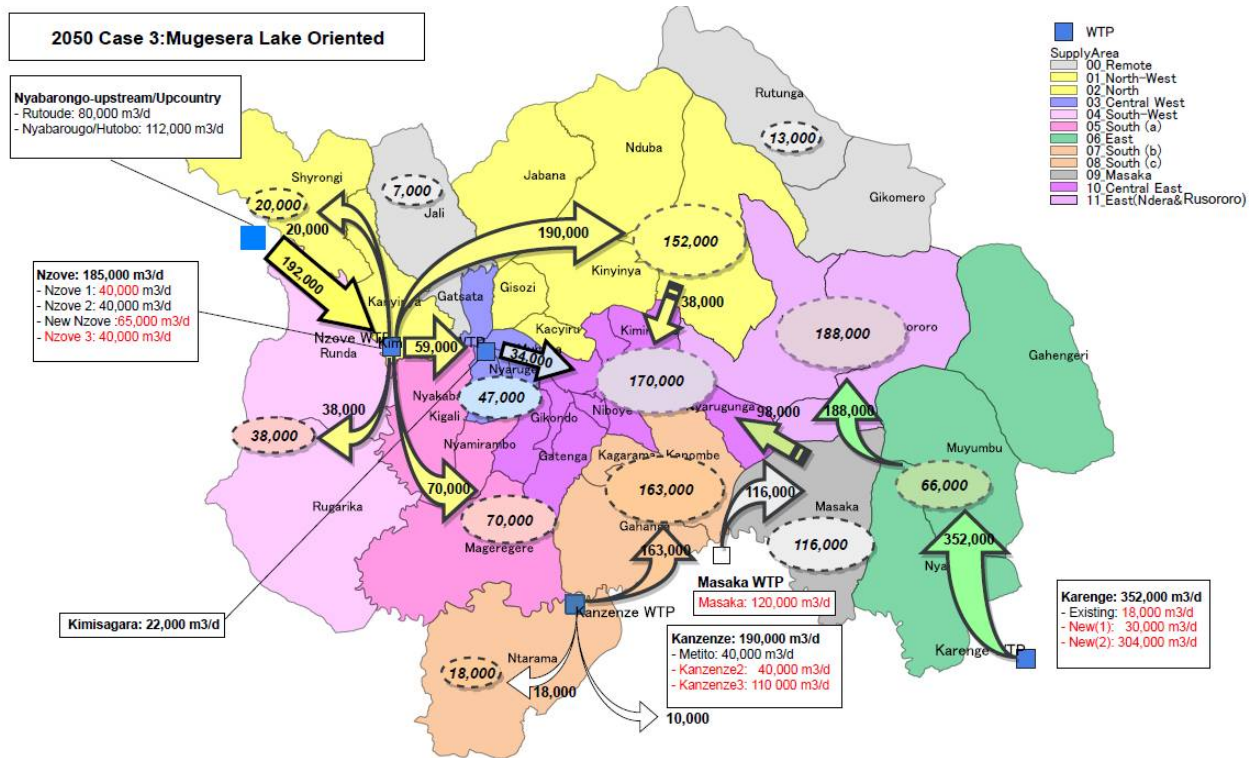 2050 Case 3:Mugesera Lake Oriented
WTP
SupplyArea
00_Remote
01_North-West
02_North
03_Central West
04_South-West
05_South (a)
06_East
07_South (b)
08_South (c)
09_Masaka
10_Central East
11_East(Ndera&Rusororo)
Nyabarongo-upstream/Upcountry
- Rutoude: 80,000 m3/d
- Nyabarougo/Hutobo: 112,000 m3/d
Rutunga
13,000
Nduba
Shyrongi
Jabana
7,000
Jali
Gikomero
20,000
20,000
190,000
152,000
192,000
Nzove: 185,000 m3/d
- Nzove 1: 40,000 m3/d
- Nzove 2: 40,000 m3/d
- New Nzove :65,000 m3/d
- Nzove 3: 40,000 m3/d
Kinyinya
Gatsata
Gisozi
38,000
Kacyiru
188,000
ororo
Gahengeri
Nzove WTP
Runda
59,000
34,000
170,000
47,000
Kigali
Gikondo
Niboye
Nyamirambo
Gatenga
38,000
38,000
98,000
188,000
Muyumbu
Kagarama
70,000
163,000
116,000
66,000
Rugarika
70,000
Masaka
Mageregere
163,000
116,000
352,000
Nya
Masaka WTP
Masaka: 120,000 m3/d
Kanzenze WTP
Kimisagara: 22,000 m3/d
Kanzenze: 190,000 m3/d
- Metito: 40,000 m3/d
- Kanzenze2: 40,000 m3/d
- Kanzenze3: 110 000 m3/d
Karenge: 352,000 m3/d
- Existing: 18,000 m3/d
- New(1): 30,000 m3/d
- New(2): 304,000 m3/d
Ntarama
Karenge WTP
18,000
18,000
10,000